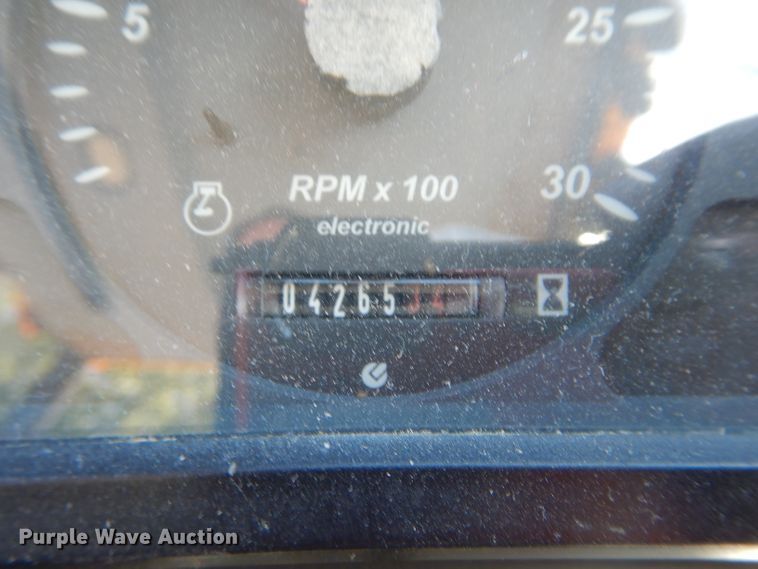 5
25
RPM x 100
30
electronic
04265
Purple Wave Auction